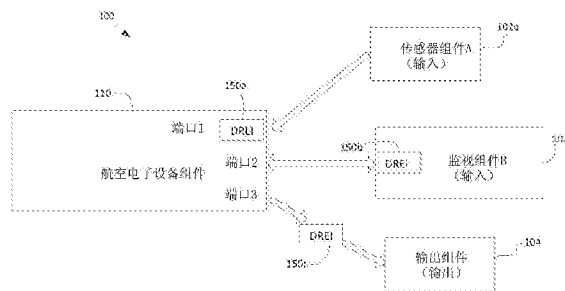 100
102a
传感器组件A
（输入）
110
150a
端口1
DREI
150b
端口2
DREI
监视组件B
（输入）
航空电子设备组件
端口3
DREI
104
输出组件
（输出）